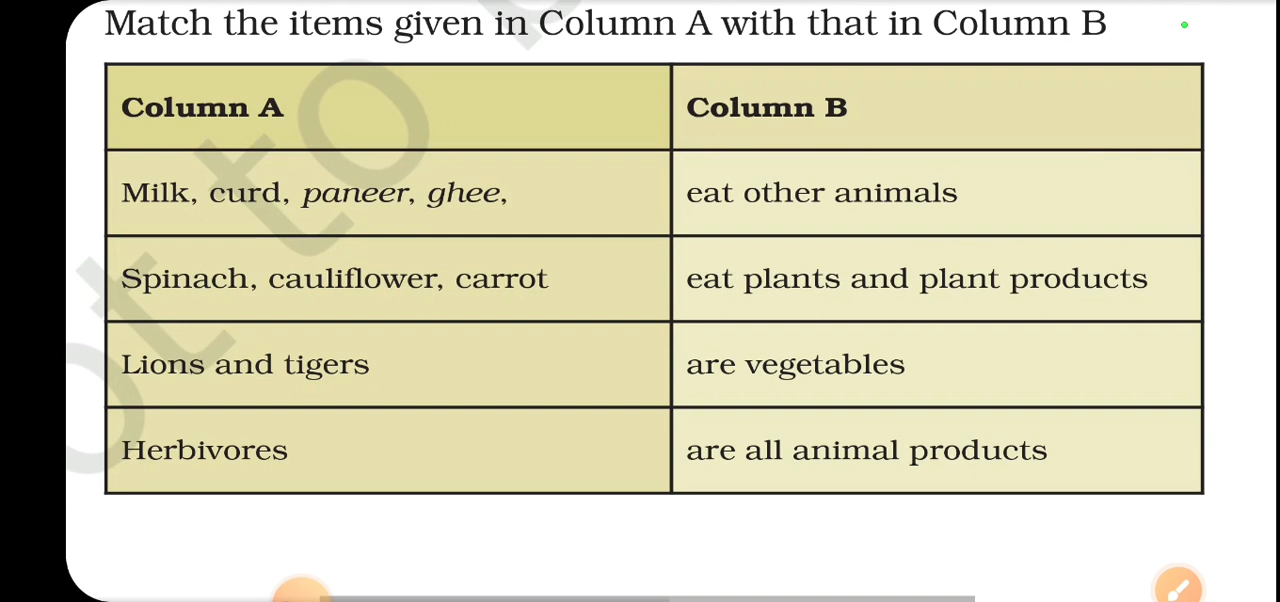 Match the items given in Column A with that in Column B
Column A Column B
Milk, curd, paneer, ghee, eat other animals
Spinach, cauliflower, carrot eat plants and plant products
Lions and tigers are vegetables
Herbivores are all animal products